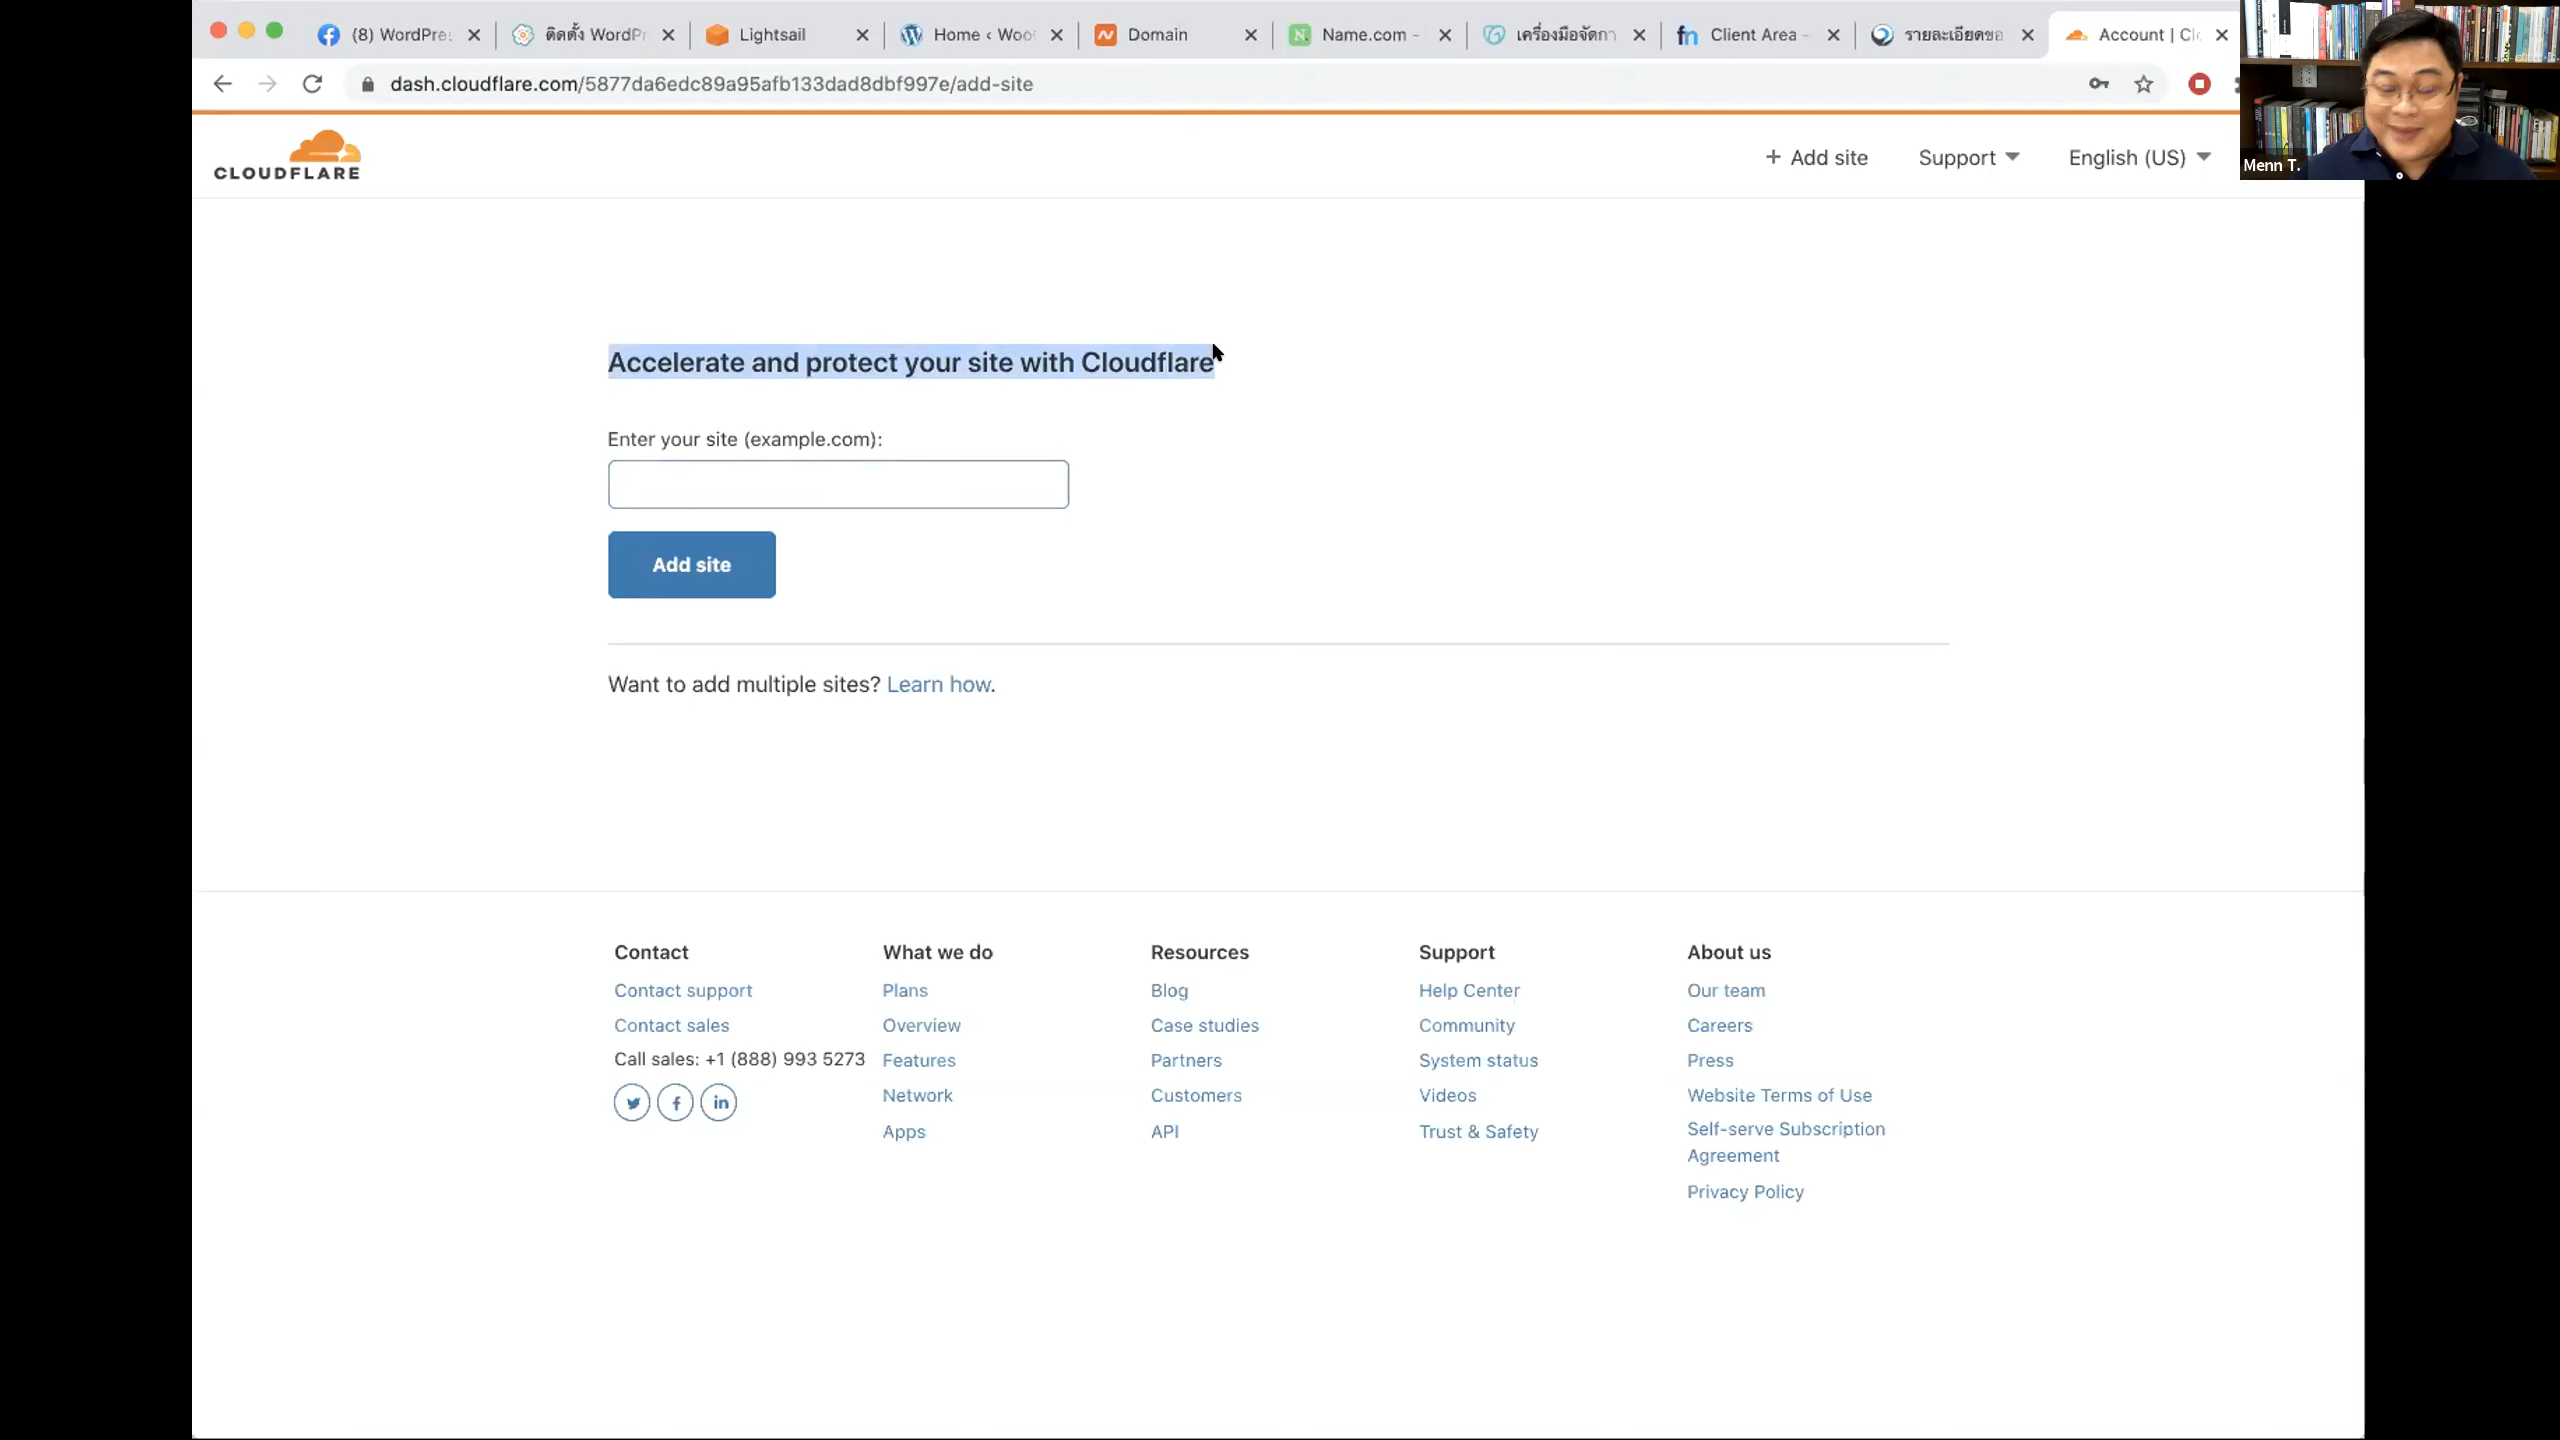 (8) WordPre
ติดตั้ง WordPr
Lightsail
Home ‹ Woo
Domain
Name.com -
เครื่องมือจัดกา
Client Area -
รายละเอียดขอ
Account | Cl
dash.cloudflare.com/5877da6edc89a95afb133dad8dbf997e/add-site
CLOUDFLARE
+ Add site
Support
English (US)
Menn T.
Accelerate and protect your site with Cloudflare
Enter your site (example.com):
Add site
Want to add multiple sites? Learn how.
Contact
Contact support
Contact sales
Call sales: +1 (888) 993 5273
What we do
Plans
Overview
Features
Network
Apps
Resources
Blog
Case studies
Partners
Customers
API
Support
Help Center
Community
System status
Videos
Trust & Safety
About us
Our team
Careers
Press
Website Terms of Use
Self-serve Subscription
Agreement
Privacy Policy